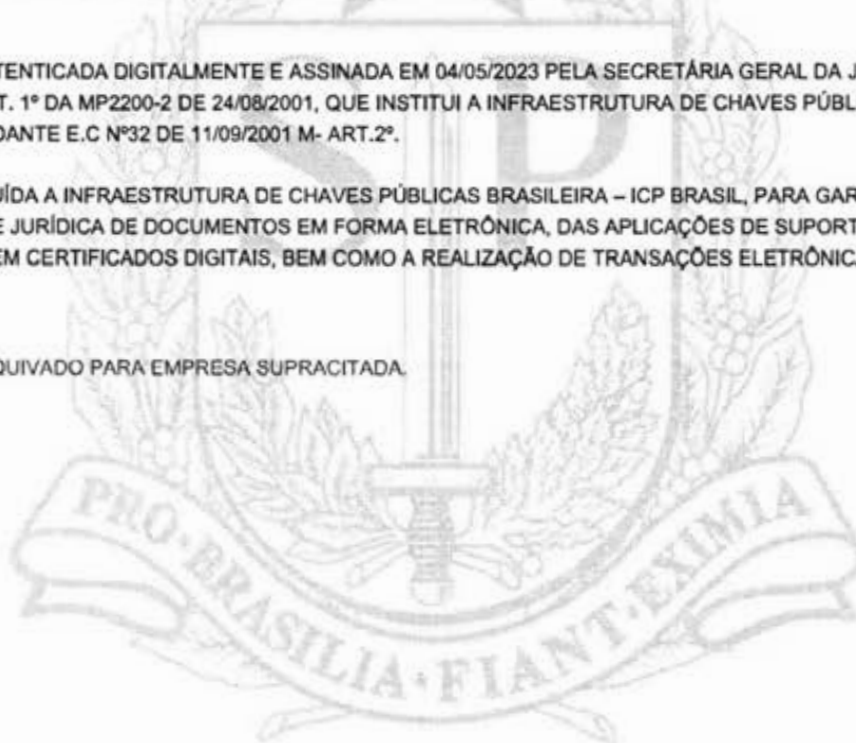 TENTICADA DIGITALMENTE E ASSINADA EM 04/05/2023 PELA SECRETÁRIA GERAL DA J
T. 1º DA MP2200-2 DE 24/08/2001, QUE INSTITUI A INFRAESTRUTURA DE CHAVES PÚBL
DANTE E.C Nº32 DE 11/09/2001 M- ART.2º.
UÍDA A INFRAESTRUTURA DE CHAVES PÚBLICAS BRASILEIRA – ICP BRASIL, PARA GAR
E JURÍDICA DE DOCUMENTOS EM FORMA ELETRÔNICA, DAS APLICAÇÕES DE SUPORT
EM CERTIFICADOS DIGITAIS, BEM COMO A REALIZAÇÃO DE TRANSAÇÕES ELETRÔNICA
QUIVADO PARA EMPRESA SUPRACITADA.
SP
PRO·BRASILIA·FIANT·EXIMIA